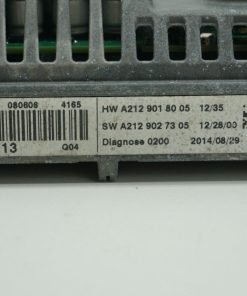 080606 4165
13 Q04
HW A212 901 80 05 12/35
SW A212 902 73 05 12/28/00
Diagnose 0200 2014/08/29